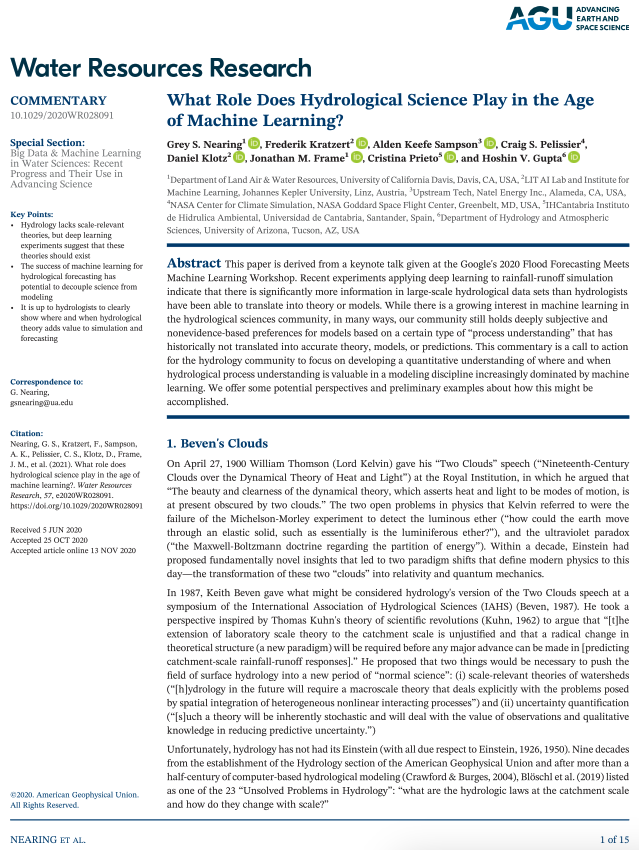 AGU ADVANCING
EARTH AND
SPACE SCIENCE
Water Resources Research
COMMENTARY
10.1029/2020WR028091
Special Section:
Big Data & Machine Learning
in Water Sciences: Recent
Progress and Their Use in
Advancing Science
Key Points:
• Hydrology lacks scale-relevant
theories, but deep learning
experiments suggest that these
theories should exist
• The success of machine learning for
hydrological forecasting has
potential to decouple science from
modeling
• It is up to hydrologists to clearly
show where and when hydrological
theory adds value to simulation and
forecasting
Correspondence to:
G. Nearing,
gsnearing@ua.edu
Citation:
Nearing, G. S., Kratzert, F., Sampson,
A. K., Pelissier, C. S., Klotz, D., Frame,
J. M., et al. (2021). What role does
hydrological science play in the age of
machine learning?. Water Resources
Research, 57, e2020WR028091.
https://doi.org/10.1029/2020WR028091
Received 5 JUN 2020
Accepted 25 OCT 2020
Accepted article online 13 NOV 2020
What Role Does Hydrological Science Play in the Age
of Machine Learning?
Grey S. Nearing1 iD, Frederik Kratzert2 iD, Alden Keefe Sampson3 iD, Craig S. Pelissier4,
Daniel Klotz2 iD, Jonathan M. Frame1 iD, Cristina Prieto5 iD, and Hoshin V. Gupta6 iD
1Department of Land Air & Water Resources, University of California Davis, Davis, CA, USA, 2LIT AI Lab and Institute for
Machine Learning, Johannes Kepler University, Linz, Austria, 3Upstream Tech, Natel Energy Inc., Alameda, CA, USA,
4NASA Center for Climate Simulation, NASA Goddard Space Flight Center, Greenbelt, MD, USA, 5IHCantabria Instituto
de Hidrulica Ambiental, Universidad de Cantabria, Santander, Spain, 6Department of Hydrology and Atmospheric
Sciences, University of Arizona, Tucson, AZ, USA
Abstract This paper is derived from a keynote talk given at the Google's 2020 Flood Forecasting Meets
Machine Learning Workshop. Recent experiments applying deep learning to rainfall-runoff simulation
indicate that there is significantly more information in large-scale hydrological data sets than hydrologists
have been able to translate into theory or models. While there is a growing interest in machine learning in
the hydrological sciences community, in many ways, our community still holds deeply subjective and
nonevidence-based preferences for models based on a certain type of “process understanding” that has
historically not translated into accurate theory, models, or predictions. This commentary is a call to action
for the hydrology community to focus on developing a quantitative understanding of where and when
hydrological process understanding is valuable in a modeling discipline increasingly dominated by machine
learning. We offer some potential perspectives and preliminary examples about how this might be
accomplished.
1. Beven's Clouds
On April 27, 1900 William Thomson (Lord Kelvin) gave his “Two Clouds” speech (“Nineteenth-Century
Clouds over the Dynamical Theory of Heat and Light”) at the Royal Institution, in which he argued that
“The beauty and clearness of the dynamical theory, which asserts heat and light to be modes of motion, is
at present obscured by two clouds.” The two open problems in physics that Kelvin referred to were the
failure of the Michelson-Morley experiment to detect the luminous ether (“how could the earth move
through an elastic solid, such as essentially is the luminiferous ether?”), and the ultraviolet paradox
(“the Maxwell-Boltzmann doctrine regarding the partition of energy”). Within a decade, Einstein had
proposed fundamentally novel insights that led to two paradigm shifts that define modern physics to this
day—the transformation of these two “clouds” into relativity and quantum mechanics.
In 1987, Keith Beven gave what might be considered hydrology's version of the Two Clouds speech at a
symposium of the International Association of Hydrological Sciences (IAHS) (Beven, 1987). He took a
perspective inspired by Thomas Kuhn's theory of scientific revolutions (Kuhn, 1962) to argue that “[t]he
extension of laboratory scale theory to the catchment scale is unjustified and that a radical change in
theoretical structure (a new paradigm) will be required before any major advance can be made in [predicting
catchment-scale rainfall-runoff responses].” He proposed that two things would be necessary to push the
field of surface hydrology into a new period of “normal science”: (i) scale-relevant theories of watersheds
(“[h]ydrology in the future will require a macroscale theory that deals explicitly with the problems posed
by spatial integration of heterogeneous nonlinear interacting processes”) and (ii) uncertainty quantification
(“[s]uch a theory will be inherently stochastic and will deal with the value of observations and qualitative
knowledge in reducing predictive uncertainty.”)
Unfortunately, hydrology has not had its Einstein (with all due respect to Einstein, 1926, 1950). Nine decades
from the establishment of the Hydrology section of the American Geophysical Union and after more than a
half-century of computer-based hydrological modeling (Crawford & Burges, 2004), Blöschl et al. (2019) listed
as one of the 23 “Unsolved Problems in Hydrology”: “what are the hydrologic laws at the catchment scale
and how do they change with scale?”
©2020. American Geophysical Union.
All Rights Reserved.
NEARING ET AL.
1 of 15